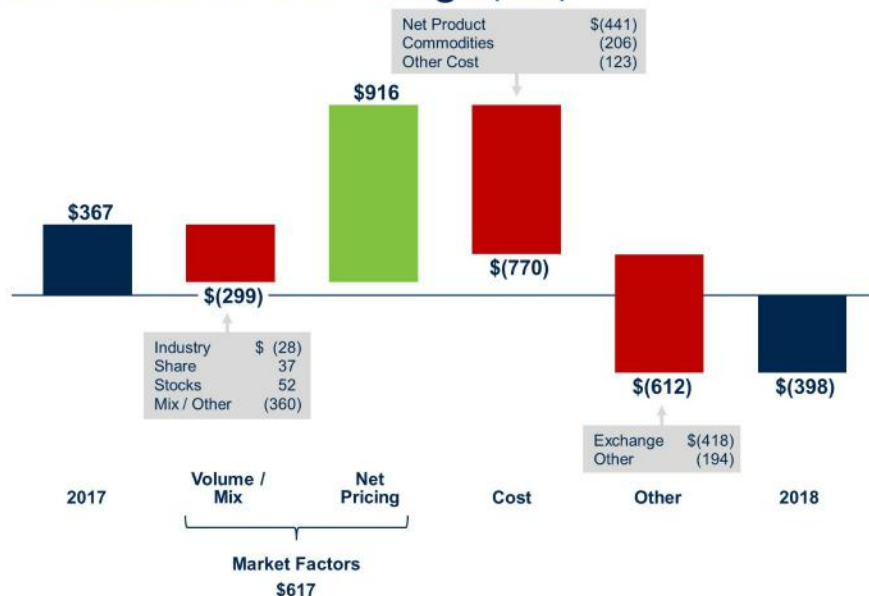 Net Product $(441)
Commodities (206)
Other Cost (123)
$916
$367
$(770)
$(299)
Industry $ (28)
Share 37
Stocks 52
Mix / Other (360)
$(612)
$(398)
Exchange $(418)
Other (194)
2017
Volume /
Mix
Net
Pricing
Cost
Other
2018
Market Factors
$617